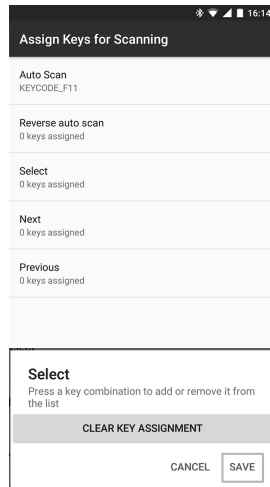 16:14
Assign Keys for Scanning
Auto Scan
KEYCODE_F11
Reverse auto scan
0 keys assigned
Select
0 keys assigned
Next
0 keys assigned
Previous
0 keys assigned
Select
Press a key combination to add or remove it from
the list
CLEAR KEY ASSIGNMENT
CANCEL SAVE